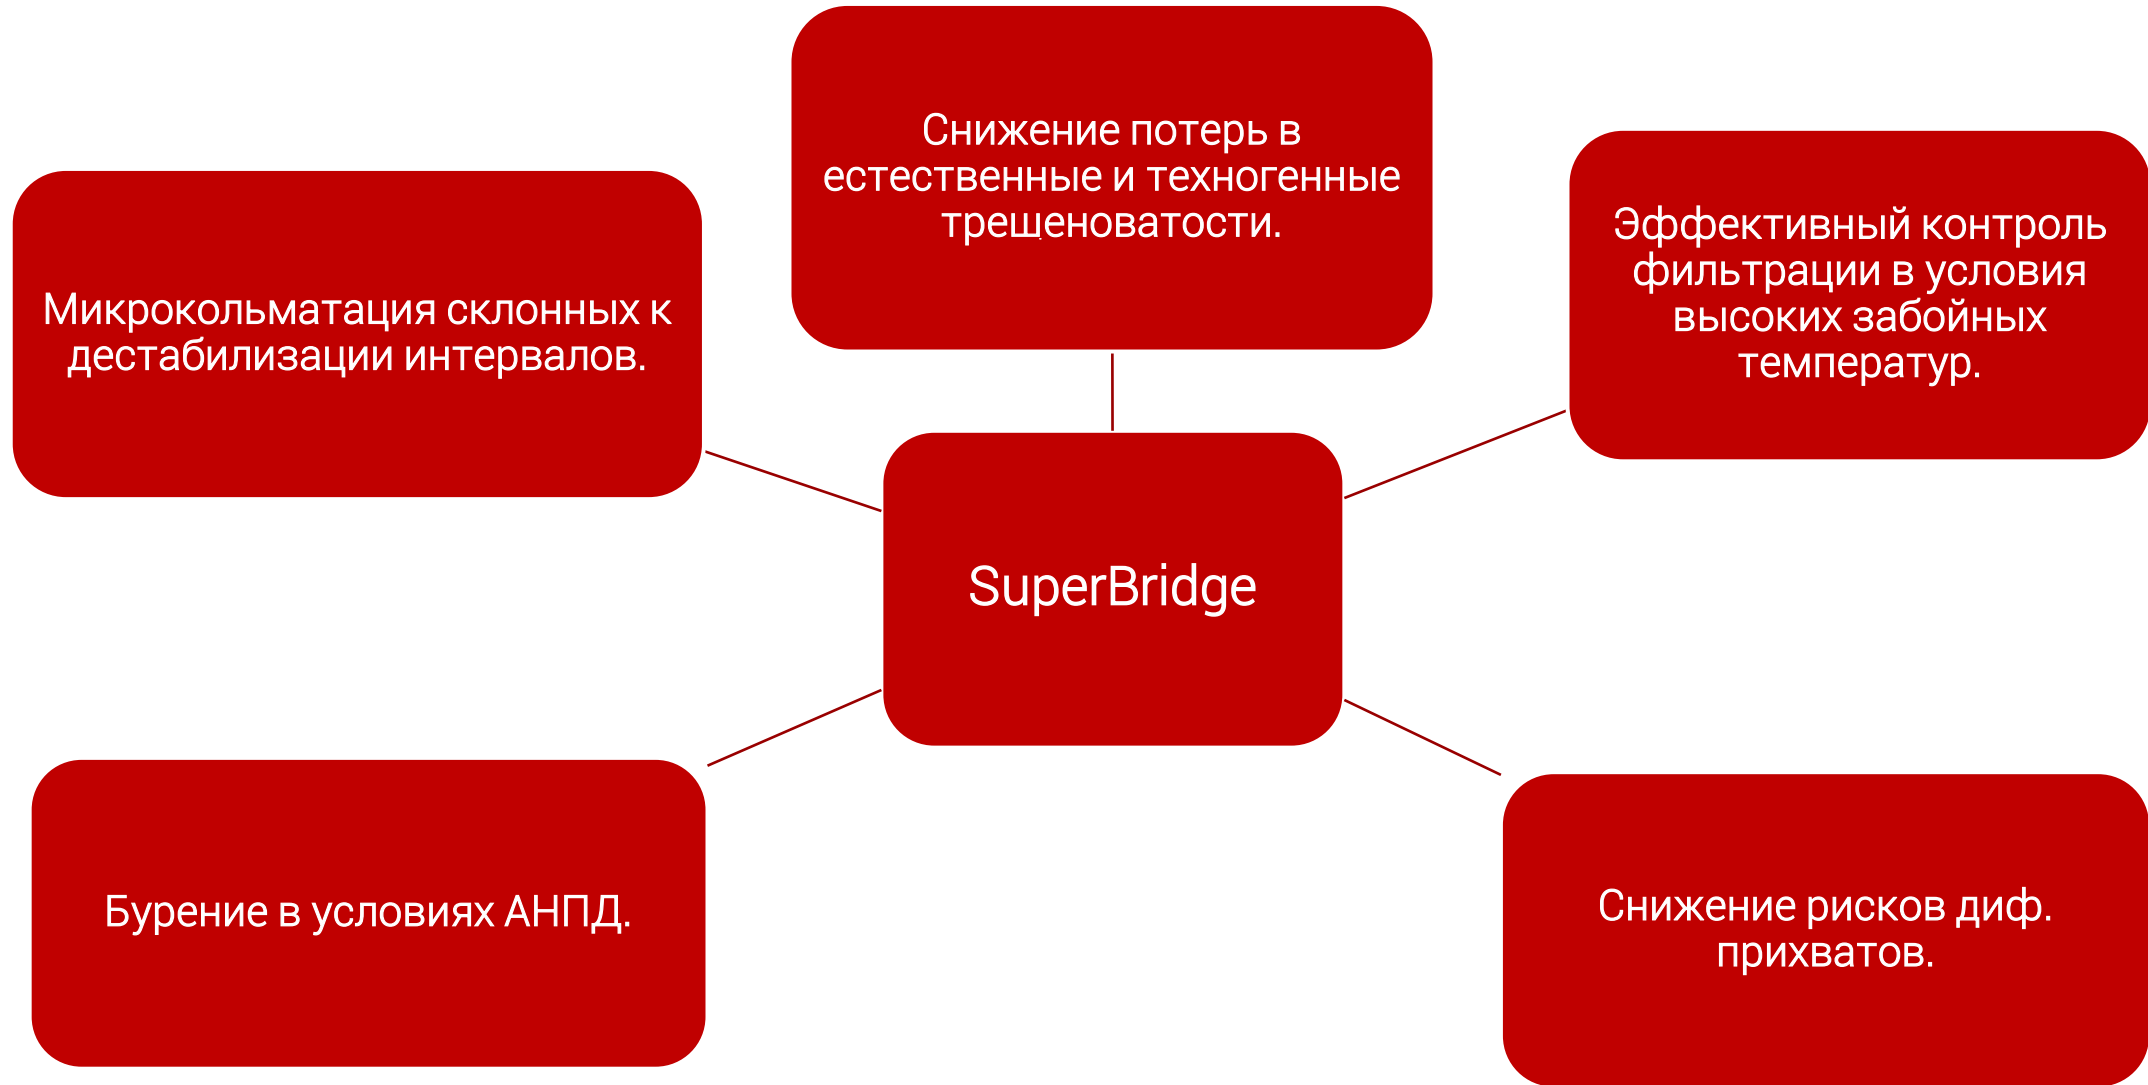 Снижение потерь в
естественные и техногенные
трешеноватости.
Эффективный контроль
фильтрации в условия
высоких забойных
температур.
Микрокольматация склонных к
дестабилизации интервалов.
SuperBridge
Бурение в условиях АНПД.
Снижение рисков диф.
прихватов.